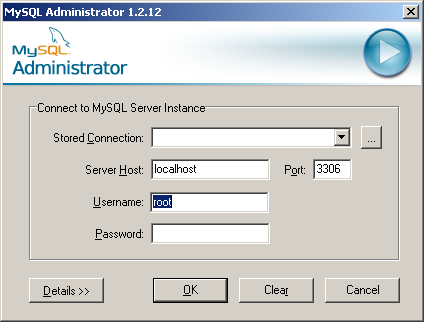 MySQL Administrator 1.2.12
MySQL
Administrator
Connect to MySQL Server Instance
Stored Connection:
...
Server Host: localhost Port: 3306
Username: root
Password:
Details >> OK Clear Cancel